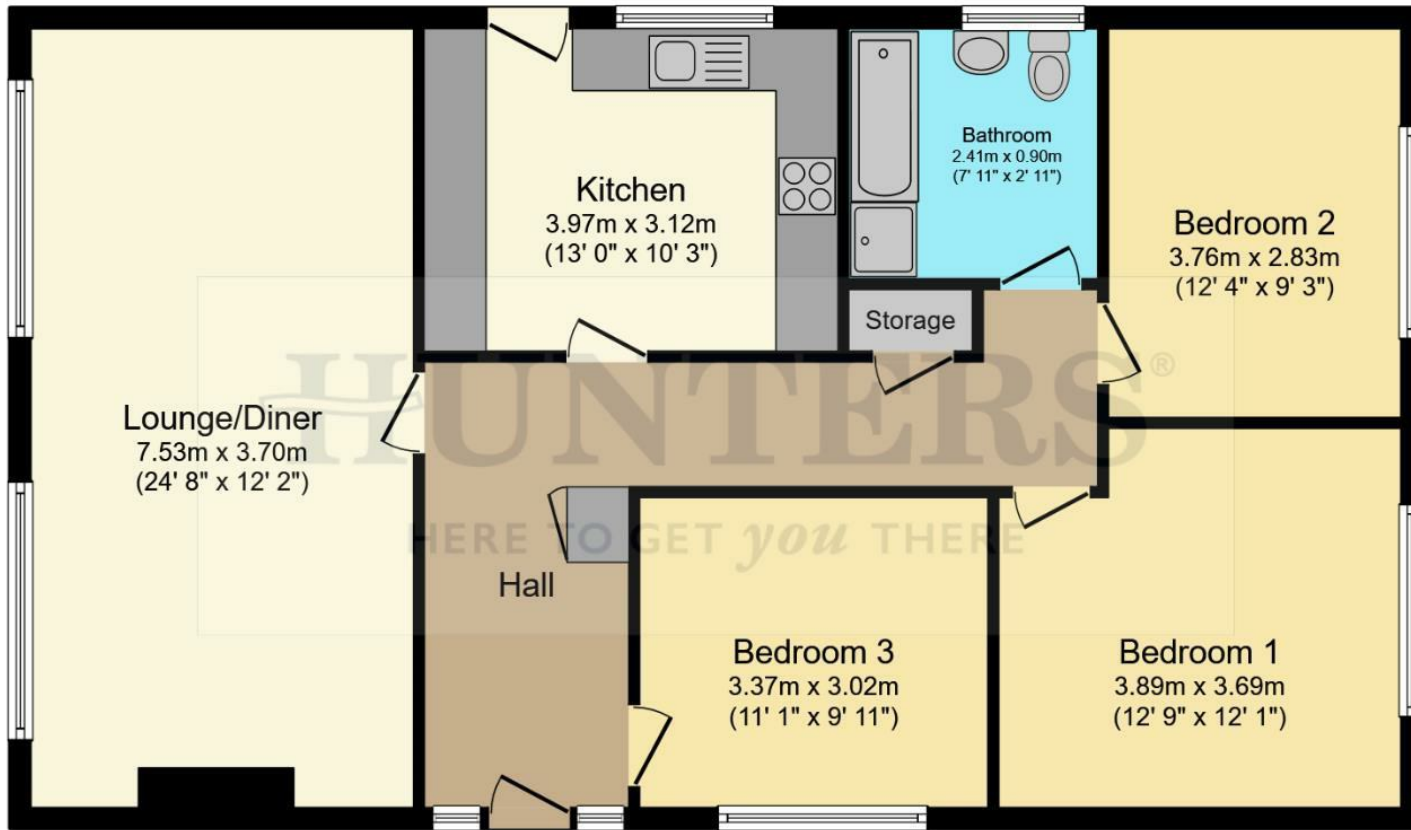 Kitchen
3.97m x 3.12m
(13' 0" x 10' 3")
Bathroom
2.41m x 0.90m
(7' 11" x 2' 11")
Bedroom 2
3.76m x 2.83m
(12' 4" x 9' 3")
Storage
Lounge/Diner
7.53m x 3.70m
(24' 8" x 12' 2")
HUNTERS®
HERE TO GET you THERE
Hall
Bedroom 3
3.37m x 3.02m
(11' 1" x 9' 11")
Bedroom 1
3.89m x 3.69m
(12' 9" x 12' 1")